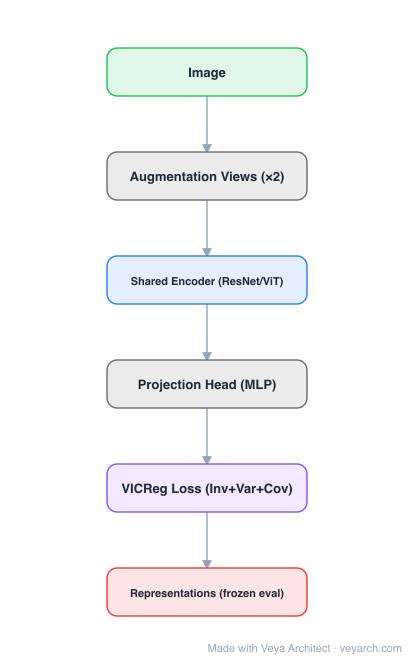 Image
Augmentation Views (×2)
Shared Encoder (ResNet/ViT)
Projection Head (MLP)
VICReg Loss (Inv+Var+Cov)
Representations (frozen eval)
Made with Veya Architect · veyarch.com